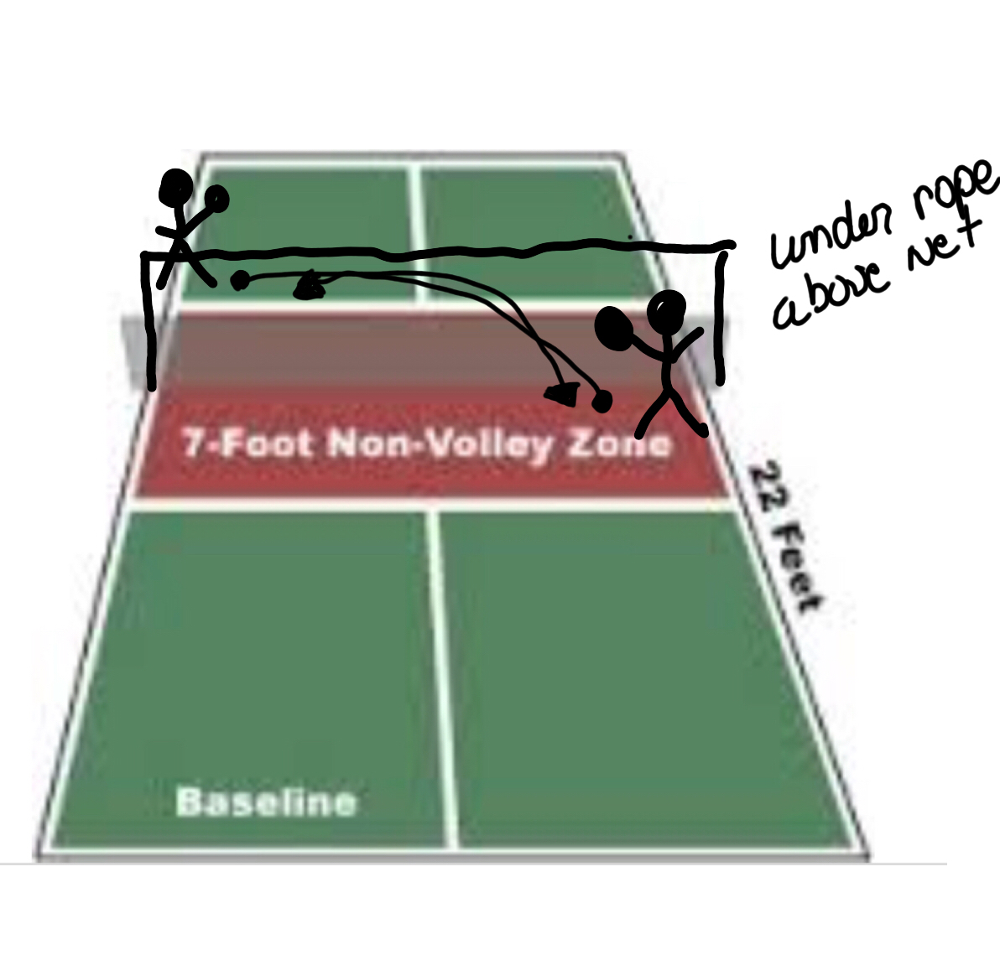 under rope
above net
7-Foot Non-Volley Zone
22 Feet
Baseline